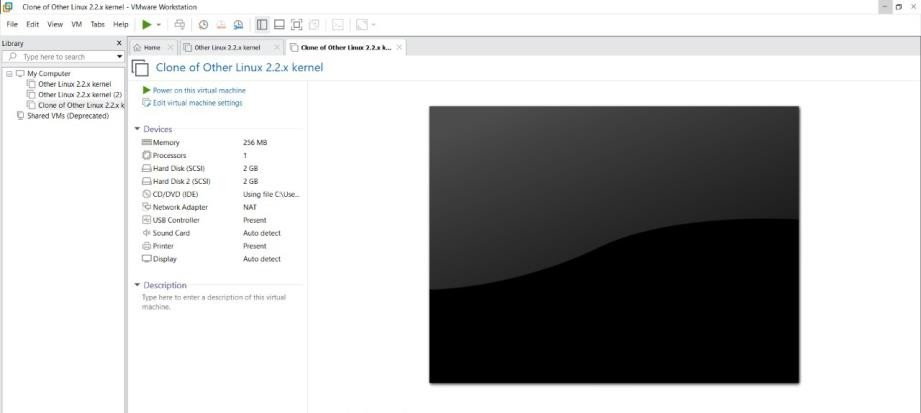 Clone of Other Linux 2.2.x kernel - VMware Workstation
File Edit View VM Tabs Help
Library X
Type here to search
My Computer
Other Linux 2.2.x kernel
Other Linux 2.2.x kernel (2)
Clone of Other Linux 2.2.x k
Shared VMs (Deprecated)
Home Other Linux 2.2.x kernel Clone of Other Linux 2.2.x k...
Clone of Other Linux 2.2.x kernel
Power on this virtual machine
Edit virtual machine settings
Devices
Memory 256 MB
Processors 1
Hard Disk (SCSI) 2 GB
Hard Disk 2 (SCSI) 2 GB
CD/DVD (IDE) Using file C:\Use...
Network Adapter NAT
USB Controller Present
Sound Card Auto detect
Printer Present
Display Auto detect
Description
Type here to enter a description of this virtual
machine.